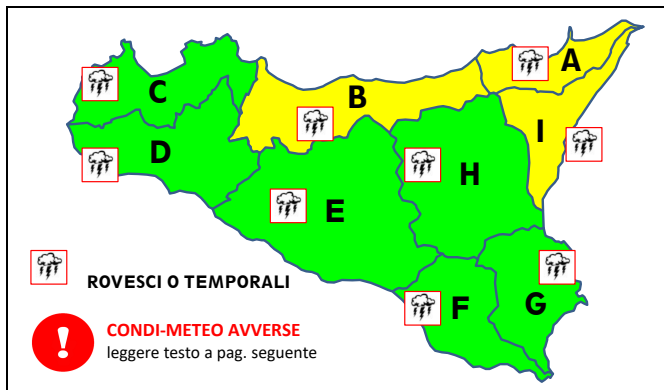 A
C
B
I
D
H
E
F
G
ROVESCI O TEMPORALI
CONDI-METEO AVVERSE
leggere testo a pag. seguente